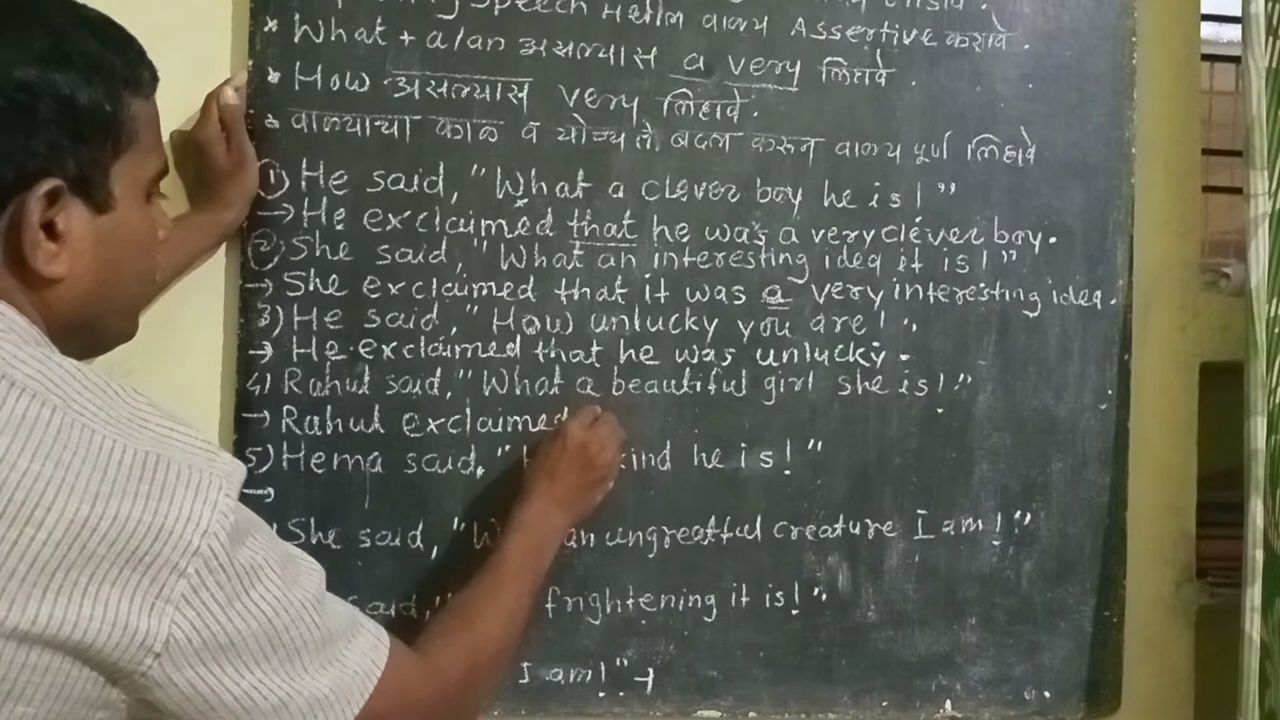 Speech मधील वाक्य Assertive करावे.
* What + a/an असल्यास a very लिहावे.
* How असल्यास very लिहावे.
* वाक्याचा काळ व योग्य ते बदल करून वाक्य पूर्ण लिहावे
① He said, "What a clever boy he is!"
→ He exclaimed that he was a very clever boy.
② She said, "What an interesting idea it is!"
→ She exclaimed that it was a very interesting idea.
3) He said, "How unlucky you are!"
→ He exclaimed that he was unlucky.
4) Rahul said, "What a beautiful girl she is!"
→ Rahul exclaimed
5) Hema said, " kind he is!"
→
She said, " an ungreatful creature I am!"
said, " frightening it is!"
I am!"